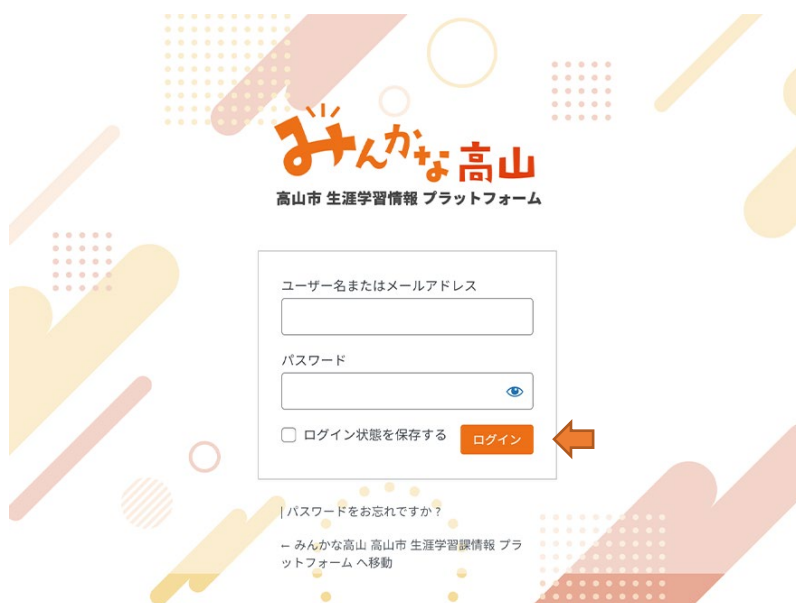 みんかな高山
高山市 生涯学習情報 プラットフォーム
ユーザー名またはメールアドレス
パスワード
ログイン状態を保存する
ログイン
| パスワードをお忘れですか ?
← みんかな高山 高山市 生涯学習課情報 プラ
ットフォーム へ移動